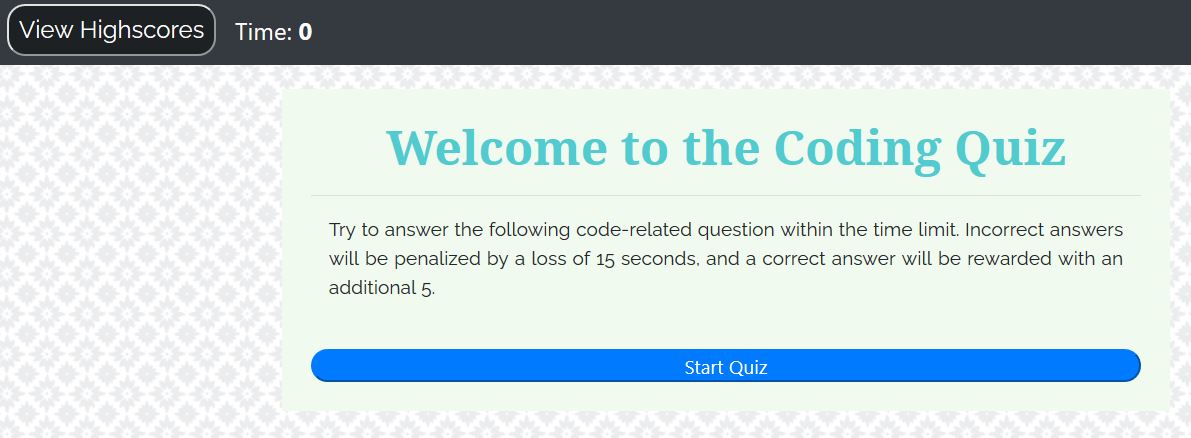 View Highscores Time: 0
Welcome to the Coding Quiz
Try to answer the following code-related question within the time limit. Incorrect answers
will be penalized by a loss of 15 seconds, and a correct answer will be rewarded with an
additional 5.
Start Quiz